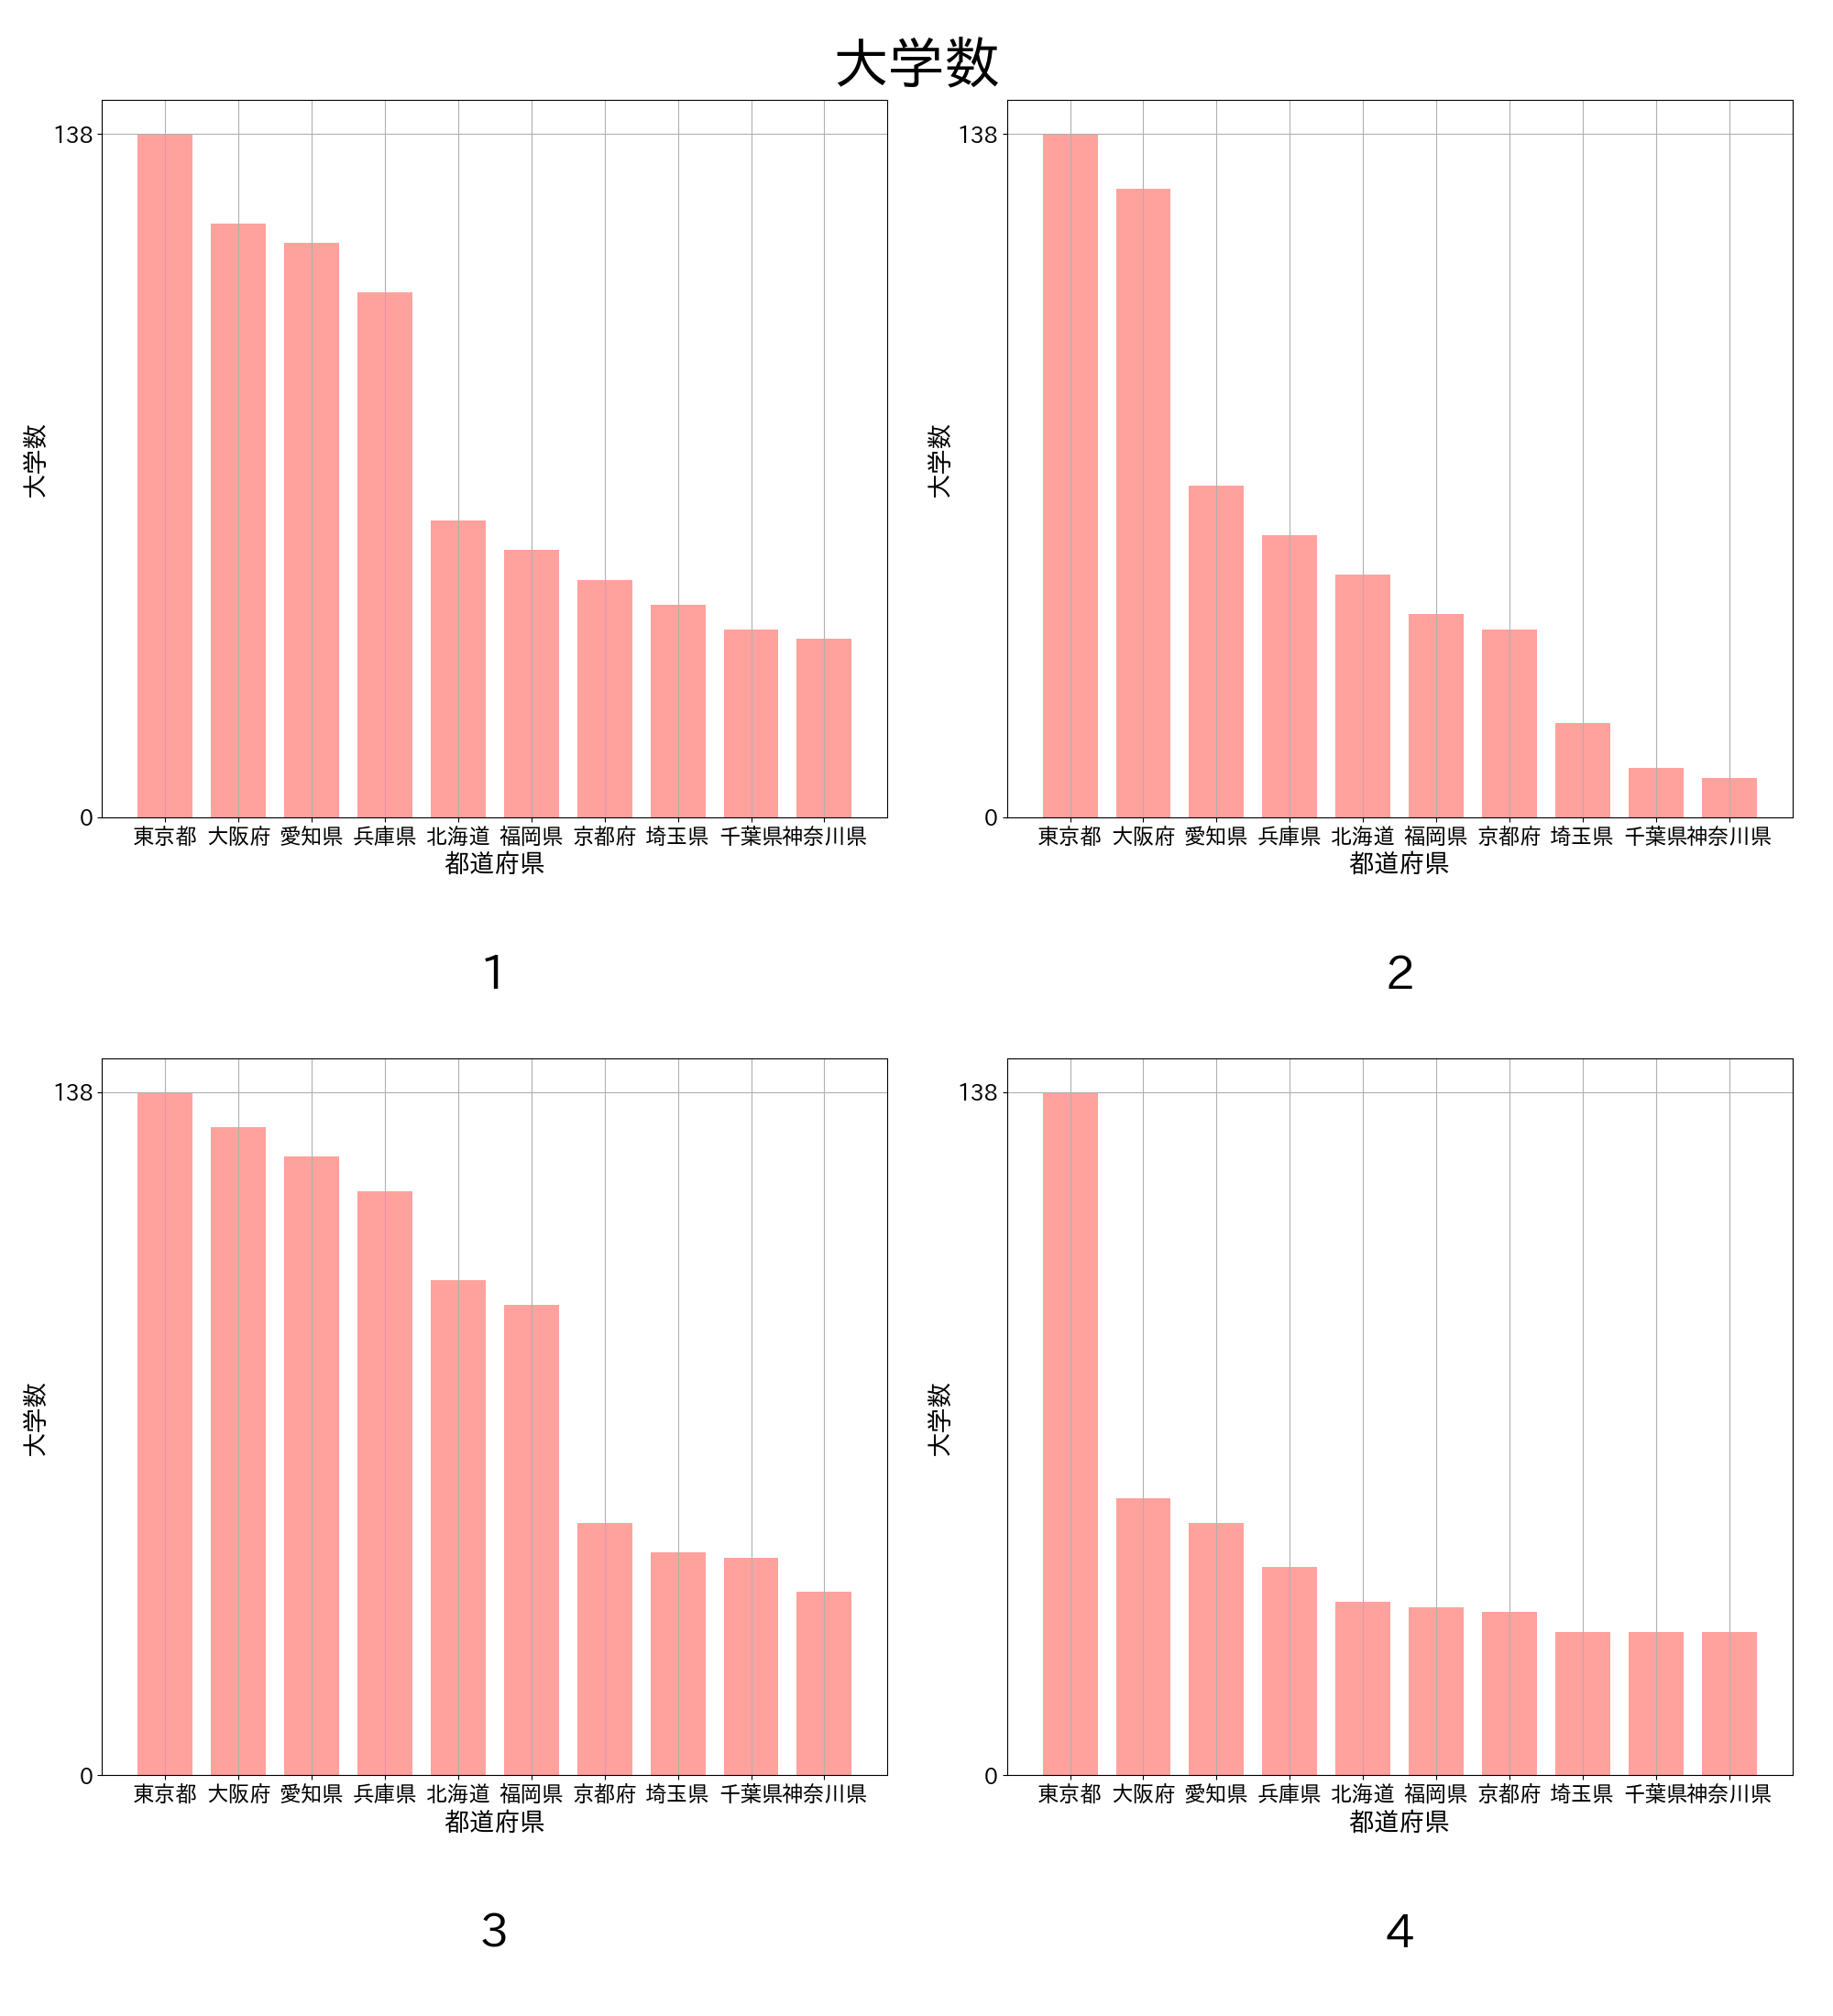 大学数
138
0
大学数
東京都 大阪府 愛知県 兵庫県 北海道 福岡県 京都府 埼玉県 千葉県 神奈川県
都道府県
1
138
0
大学数
東京都 大阪府 愛知県 兵庫県 北海道 福岡県 京都府 埼玉県 千葉県 神奈川県
都道府県
2
138
0
大学数
東京都 大阪府 愛知県 兵庫県 北海道 福岡県 京都府 埼玉県 千葉県 神奈川県
都道府県
3
138
0
大学数
東京都 大阪府 愛知県 兵庫県 北海道 福岡県 京都府 埼玉県 千葉県 神奈川県
都道府県
4